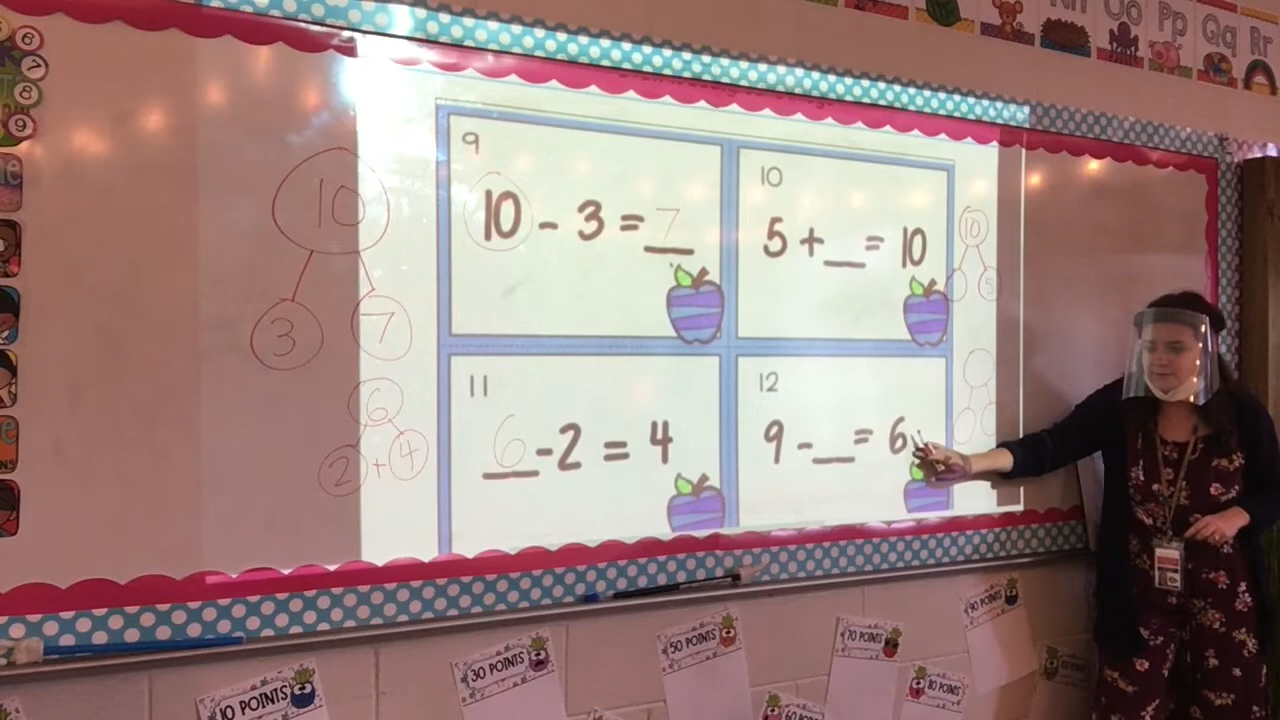 Oo Pp Qq Rr
6
7
8
9
10
3 7
6
2 + 4
9
10 - 3 = 7
10
5 + __ = 10
10
5
11
6 - 2 = 4
12
9 - __ = 6
10 POINTS
30 POINTS
50 POINTS
60 POINTS
70 POINTS
80 POINTS
90 POINTS